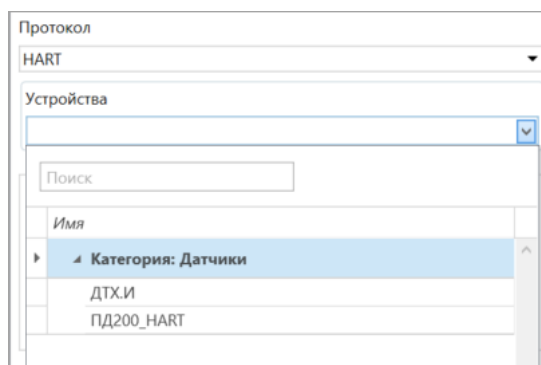 Протокол
HART
Устройства
Поиск
Имя
Категория: Датчики
ДТХ.И
ПД200_HART